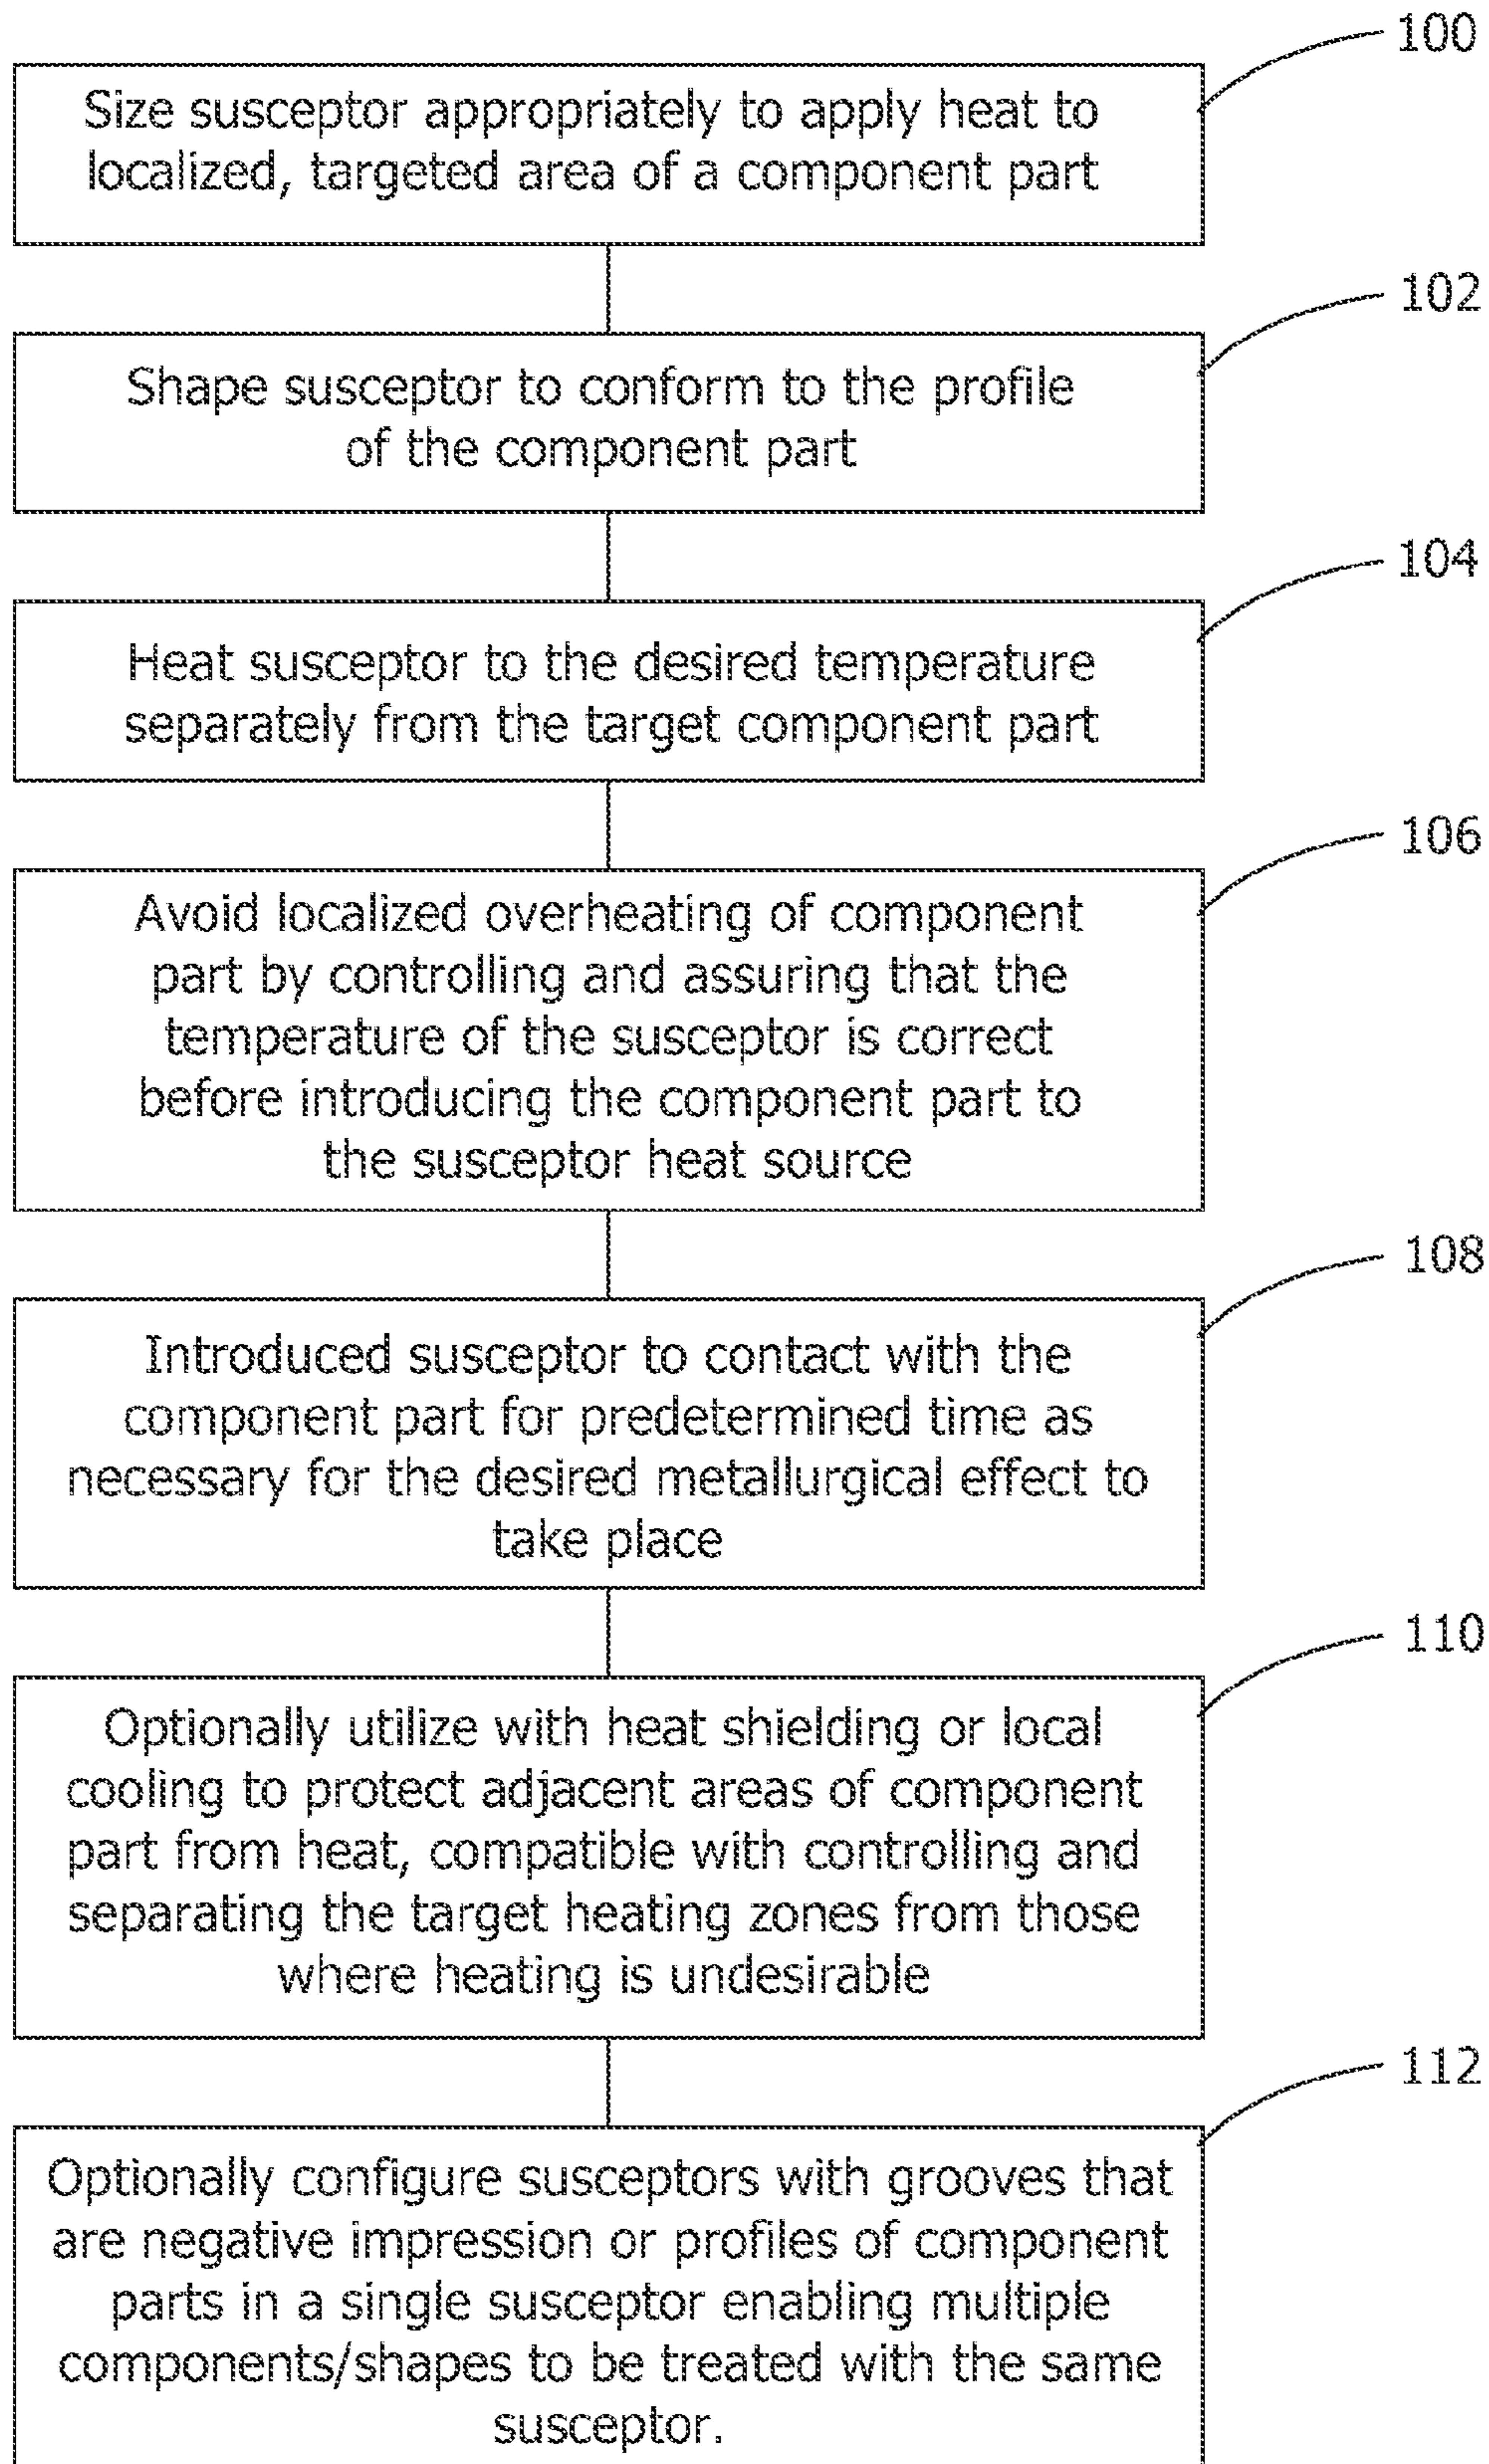 100
Size susceptor appropriately to apply heat to
localized, targeted area of a component part
102
Shape susceptor to conform to the profile
of the component part
104
Heat susceptor to the desired temperature
separately from the target component part
106
Avoid localized overheating of component
part by controlling and assuring that the
temperature of the susceptor is correct
before introducing the component part to
the susceptor heat source
108
Introduced susceptor to contact with the
component part for predetermined time as
necessary for the desired metallurgical effect to
take place
110
Optionally utilize with heat shielding or local
cooling to protect adjacent areas of component
part from heat, compatible with controlling and
separating the target heating zones from those
where heating is undesirable
112
Optionally configure susceptors with grooves that
are negative impression or profiles of component
parts in a single susceptor enabling multiple
components/shapes to be treated with the same
susceptor.